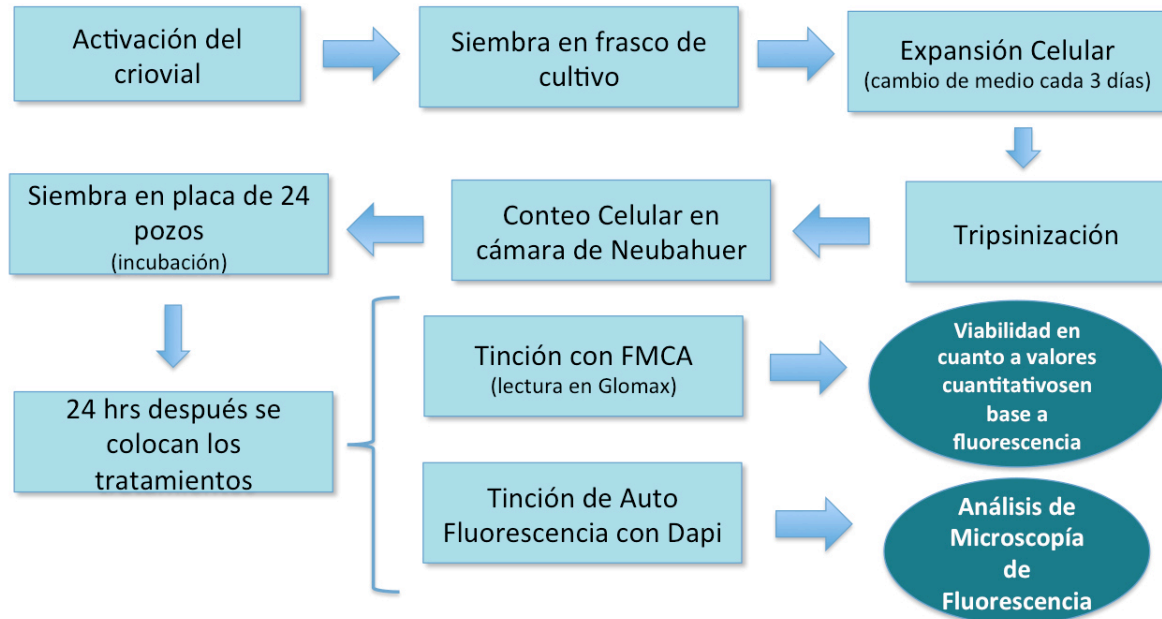 Activación del
criovial
Siembra en frasco de
cultivo
Expansión Celular
(cambio de medio cada 3 días)
Tripsinización
Conteo Celular en
cámara de Neubahuer
Siembra en placa de 24
pozos
(incubación)
24 hrs después se
colocan los
tratamientos
Tinción con FMCA
(lectura en Glomax)
Viabilidad en
cuanto a valores
cuantitativosen
base a
fluorescencia
Tinción de Auto
Fluorescencia con Dapi
Análisis de
Microscopía
de
Fluorescencia